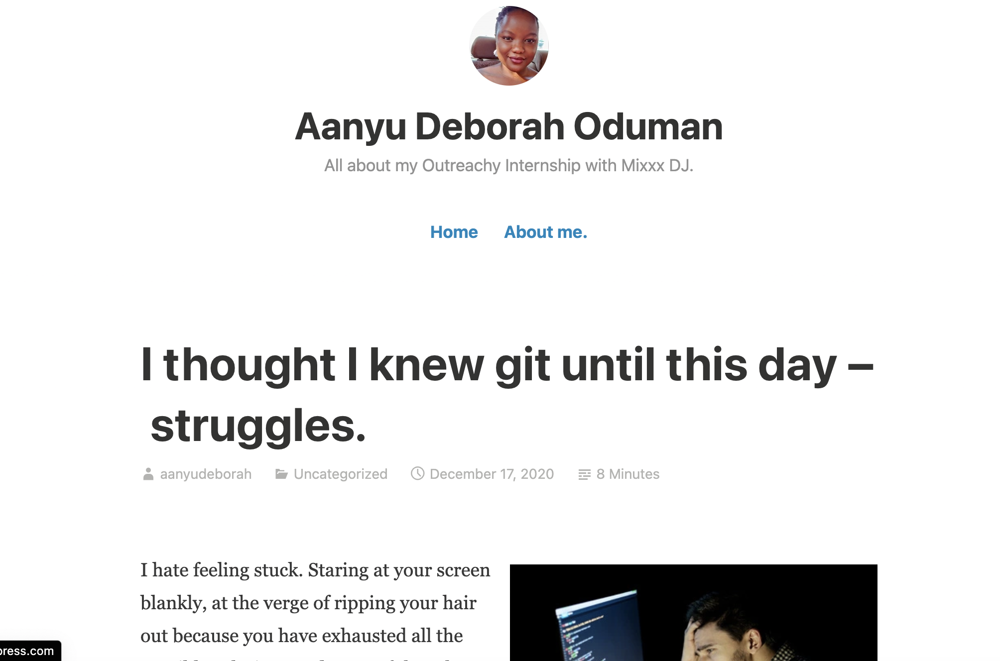 Aanyu Deborah Oduman
All about my Outreachy Internship with Mixxx DJ.
Home About me.
I thought I knew git until this day –
struggles.
aanyudeborah Uncategorized December 17, 2020 8 Minutes
I hate feeling stuck. Staring at your screen
blankly, at the verge of ripping your hair
out because you have exhausted all the
press.com